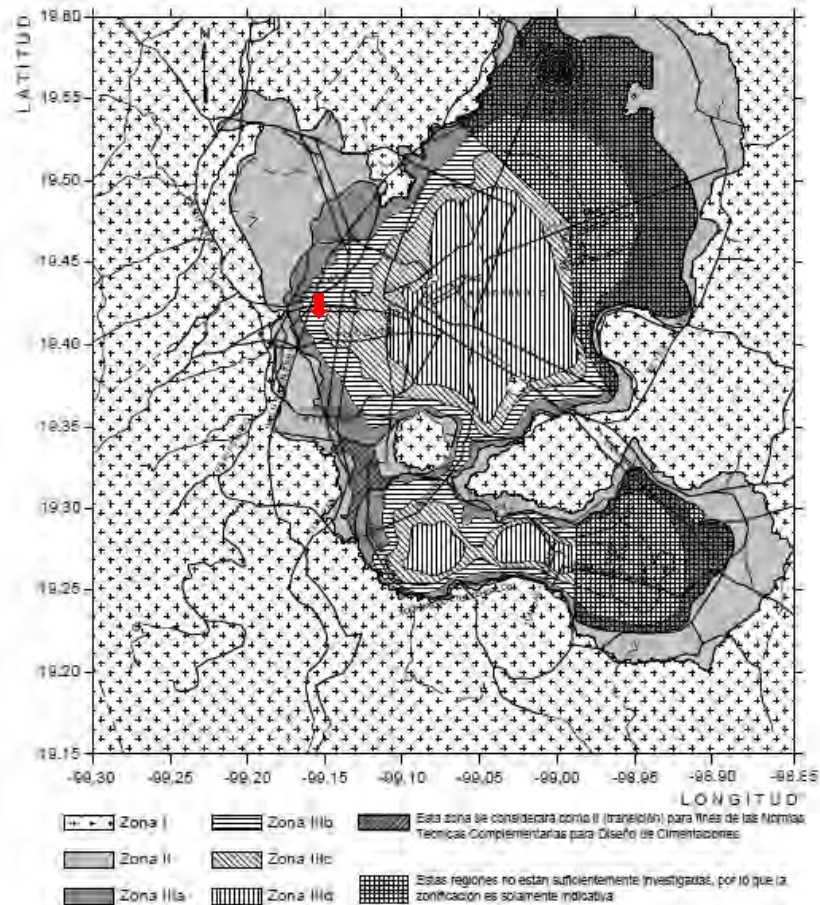 LATITUD
19.60
N
19.55
19.50
19.45
19.40
19.35
19.30
19.25
19.20
19.15
-99.30 -99.25 -99.20 -99.15 -99.10 -99.05 -99.00 -98.95 -98.90 -98.85
LONGITUD
Zona I
Zona II
Zona IIIa
Zona IIIb
Zona IIIc
Zona IIId
Esta zona se considerará como II (transición) para fines de las Normas
Técnicas Complementarias para Diseño de Cimentaciones
Estas regiones no están suficientemente investigadas, por lo que la
zonificación es solamente indicativa